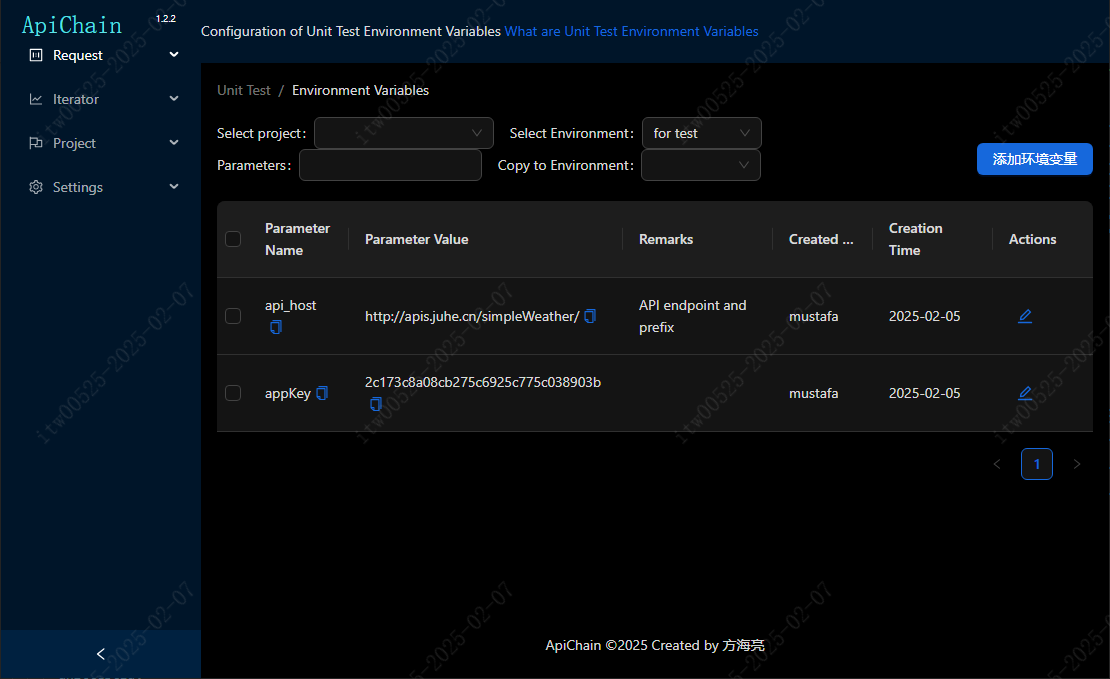 ApiChain 1.2.2
Configuration of Unit Test Environment Variables What are Unit Test Environment Variables
Request
Iterator
Project
Settings
Unit Test / Environment Variables
Select project: Select Environment: for test
Parameters: Copy to Environment:
添加环境变量
Parameter Name Parameter Value Remarks Created ... Creation Time Actions
api_host http://apis.juhe.cn/simpleWeather/ API endpoint and prefix mustafa 2025-02-05
appKey 2c173c8a08cb275c6925c775c038903b mustafa 2025-02-05
1
ApiChain ©2025 Created by 方海亮
itw00525-2025-02-07